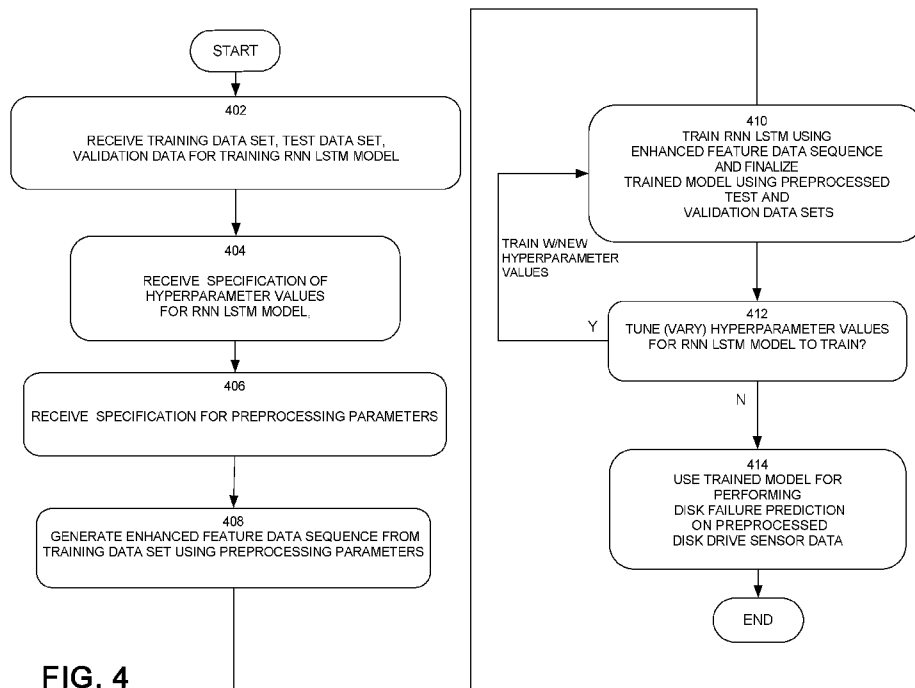 START
402
RECEIVE TRAINING DATA SET, TEST DATA SET,
VALIDATION DATA FOR TRAINING RNN LSTM MODEL
404
RECEIVE SPECIFICATION OF
HYPERPARAMETER VALUES
FOR RNN LSTM MODEL,
406
RECEIVE SPECIFICATION FOR PREPROCESSING PARAMETERS
408
GENERATE ENHANCED FEATURE DATA SEQUENCE FROM
TRAINING DATA SET USING PREPROCESSING PARAMETERS
410
TRAIN RNN LSTM USING
ENHANCED FEATURE DATA SEQUENCE
AND FINALIZE
TRAINED MODEL USING PREPROCESSED
TEST AND
VALIDATION DATA SETS
TRAIN W/NEW
HYPERPARAMETER
VALUES
412
TUNE (VARY) HYPERPARAMETER VALUES
FOR RNN LSTM MODEL TO TRAIN?
Y
N
414
USE TRAINED MODEL FOR
PERFORMING
DISK FAILURE PREDICTION
ON PREPROCESSED
DISK DRIVE SENSOR DATA
END
FIG. 4